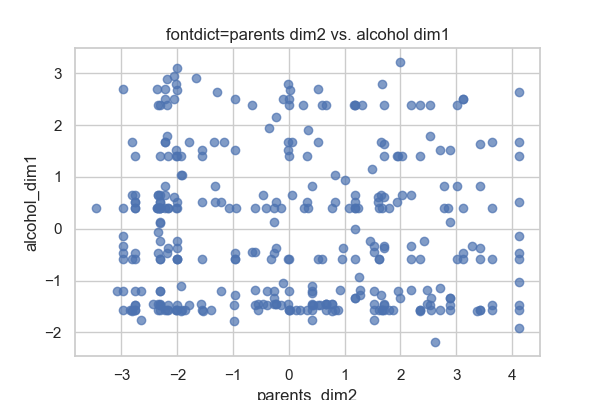 fontdict=parents dim2 vs. alcohol dim1
alcohol_dim1
3
2
1
0
−1
−2
−3 −2 −1 0 1 2 3 4
parents_dim2